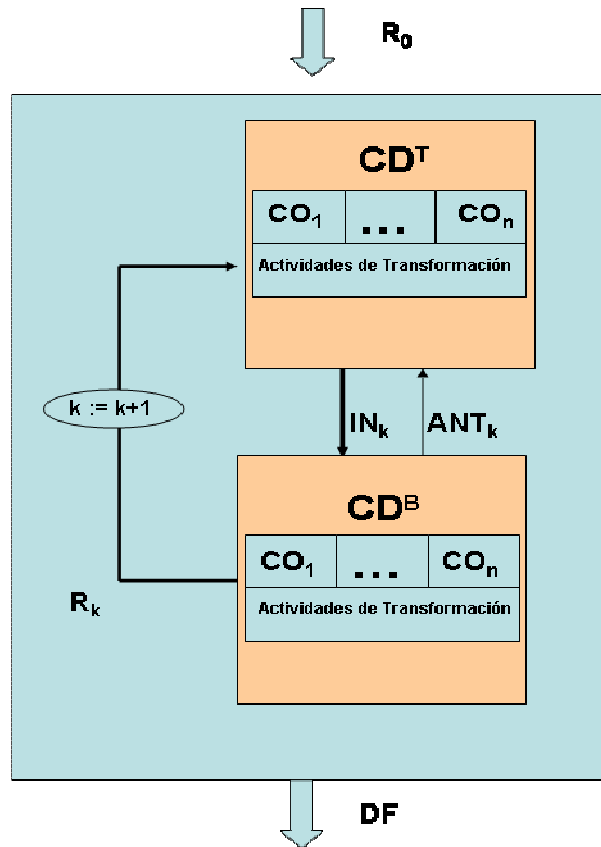 R₀
CDᵀ
CO₁ ... COₙ
Actividades de Transformación
k := k+1
INₖ ANTₖ
CDᴮ
CO₁ ... COₙ
Actividades de Transformación
Rₖ
DF